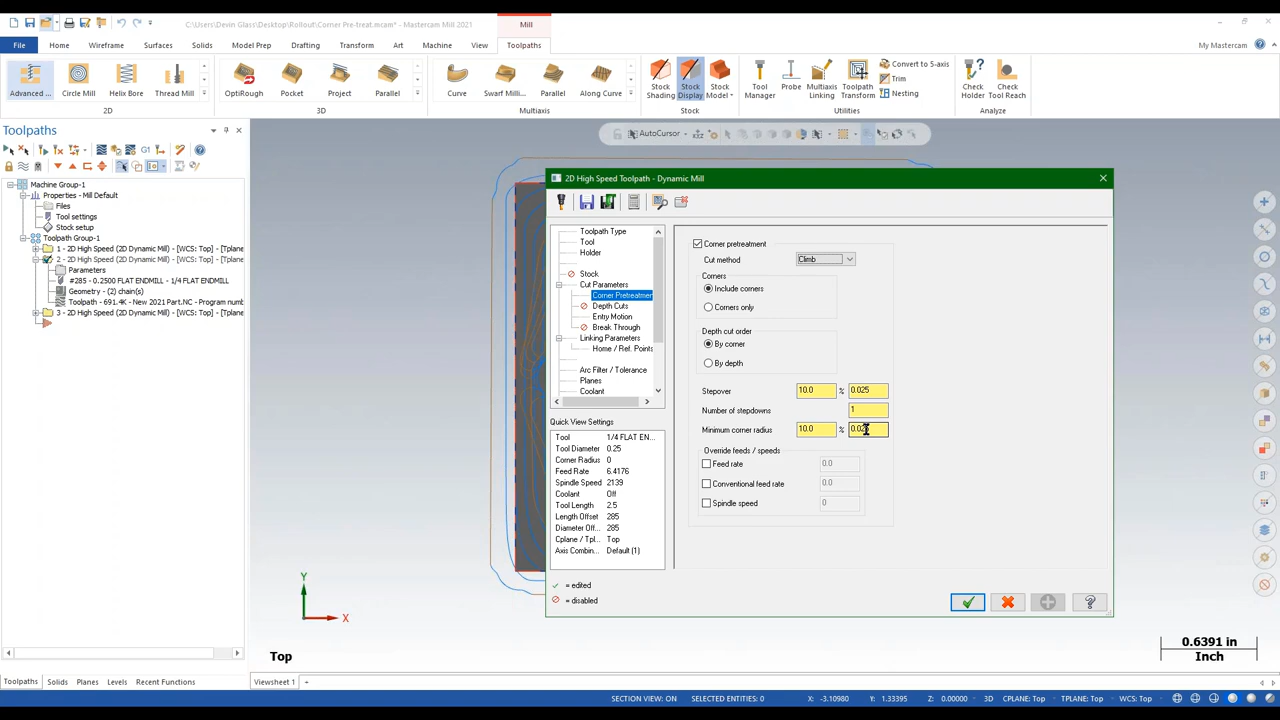 C:\Users\Devin Glass\Desktop\Rollout\Corner Pre-treat.mcam* - Mastercam Mill 2021
Mill
File
Home
Wireframe
Surfaces
Solids
Model Prep
Drafting
Transform
Art
Machine
View
Toolpaths
My Mastercam
Advanced ...
Circle Mill
Helix Bore
Thread Mill
OptiRough
Pocket
Project
Parallel
Curve
Swarf Milli...
Parallel
Along Curve
Stock Shading
Stock Display
Stock Model
Tool Manager
Probe
Multiaxis Linking
Toolpath Transform
Convert to 5-axis
Trim
Nesting
Check Holder
Check Tool Reach
2D
3D
Multiaxis
Stock
Utilities
Analyze
Toolpaths
AutoCursor
G1
Machine Group-1
Properties - Mill Default
Files
Tool settings
Stock setup
Toolpath Group-1
1 - 2D High Speed (2D Dynamic Mill) - [WCS: Top] - [Tplane
2 - 2D High Speed (2D Dynamic Mill) - [WCS: Top] - [Tplane
Parameters
#285 - 0.2500 FLAT ENDMILL - 1/4 FLAT ENDMILL
Geometry - (2) chain(s)
Toolpath - 691.4K - New 2021 Part.NC - Program numb
3 - 2D High Speed (2D Dynamic Mill) - [WCS: Top] - [Tplane
2D High Speed Toolpath - Dynamic Mill
Toolpath Type
Tool
Holder
Stock
Cut Parameters
Corner Pretreatmen
Depth Cuts
Entry Motion
Break Through
Linking Parameters
Home / Ref. Points
Arc Filter / Tolerance
Planes
Coolant
Quick View Settings
Tool 1/4 FLAT EN...
Tool Diameter 0.25
Corner Radius 0
Feed Rate 6.4176
Spindle Speed 2139
Coolant Off
Tool Length 2.5
Length Offset 285
Diameter Off... 285
Cplane / Tpl... Top
Axis Combin... Default (1)
= edited
= disabled
Corner pretreatment
Cut method Climb
Corners
Include corners
Corners only
Depth cut order
By corner
By depth
Stepover 10.0 % 0.025
Number of stepdowns 1
Minimum corner radius 10.0 %
Override feeds / speeds
Feed rate 0.0
Conventional feed rate 0.0
Spindle speed 0
Y
X
Top
0.6391 in
Inch
Toolpaths
Solids
Planes
Levels
Recent Functions
Viewsheet 1
+
SECTION VIEW: ON
SELECTED ENTITIES: 0
X: -3.10980
Y: 1.33395
Z: 0.00000
3D
CPLANE: Top
TPLANE: Top
WCS: Top